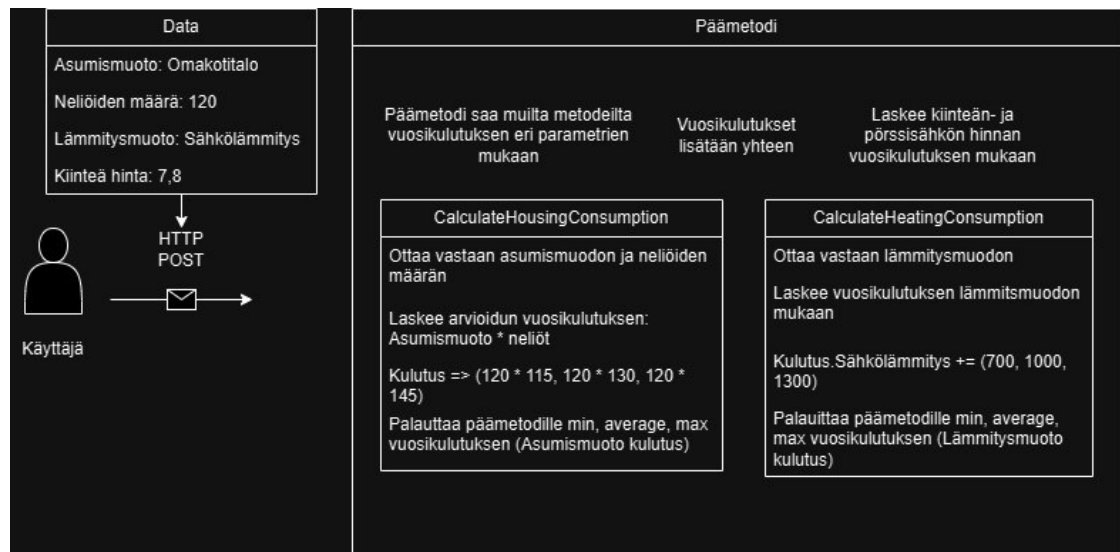 Data
Asumismuoto: Omakotitalo
Neliöiden määrä: 120
Lämmitysmuoto: Sähkölämmitys
Kiinteä hinta: 7,8
HTTP
POST
Käyttäjä
Päämetodi
Päämetodi saa muilta metodeilta
vuosikulutuksen eri parametrien
mukaan
Vuosikulutukset
lisätään yhteen
Laskee kiinteän- ja
pörssisähkön hinnan
vuosikulutuksen mukaan
CalculateHousingConsumption
Ottaa vastaan asumismuodon ja neliöiden
määrän
Laskee arvioidun vuosikulutuksen:
Asumismuoto * neliöt
Kulutus => (120 * 115, 120 * 130, 120 *
145)
Palauttaa päämetodille min, average, max
vuosikulutuksen (Asumismuoto kulutus)
CalculateHeatingConsumption
Ottaa vastaan lämmitysmuodon
Laskee vuosikulutuksen lämmitsmuodon
mukaan
Kulutus.Sähkölämmitys += (700, 1000,
1300)
Palauittaa päämetodille min, average,
max vuosikulutuksen (Lämmitysmuoto
kulutus)